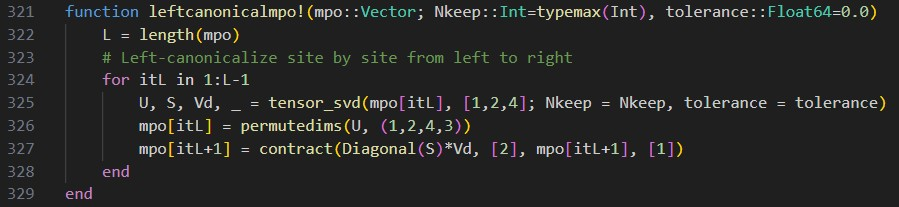 321 function leftcanonicalmpo!(mpo::Vector; Nkeep::Int=typemax(Int), tolerance::Float64=0.0)
322     L = length(mpo)
323     # Left-canonicalize site by site from left to right
324     for itL in 1:L-1
325         U, S, Vd, _ = tensor_svd(mpo[itL], [1,2,4]; Nkeep = Nkeep, tolerance = tolerance)
326         mpo[itL] = permutedims(U, (1,2,4,3))
327         mpo[itL+1] = contract(Diagonal(S)*Vd, [2], mpo[itL+1], [1])
328     end
329 end